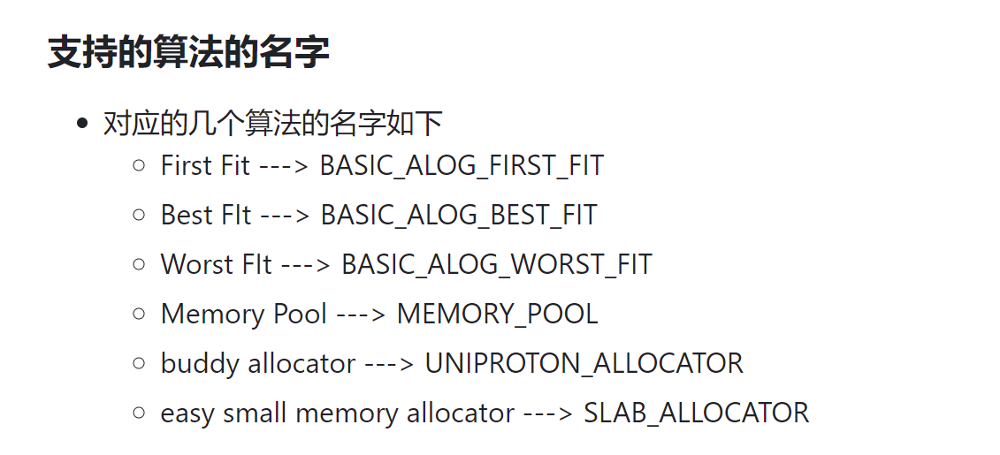 支持的算法的名字
对应的几个算法的名字如下
First Fit ---> BASIC_ALOG_FIRST_FIT
Best FIt ---> BASIC_ALOG_BEST_FIT
Worst FIt ---> BASIC_ALOG_WORST_FIT
Memory Pool ---> MEMORY_POOL
buddy allocator ---> UNIPROTON_ALLOCATOR
easy small memory allocator ---> SLAB_ALLOCATOR